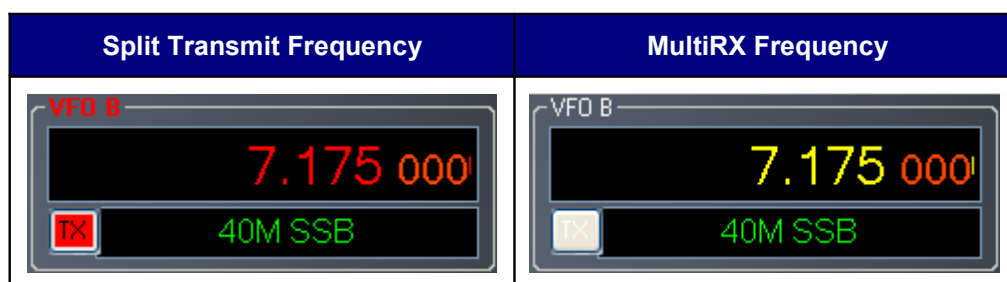 Split Transmit Frequency
MultiRX Frequency
VFO B
7.175 000
TX
40M SSB
VFO B
7.175 000
TX
40M SSB